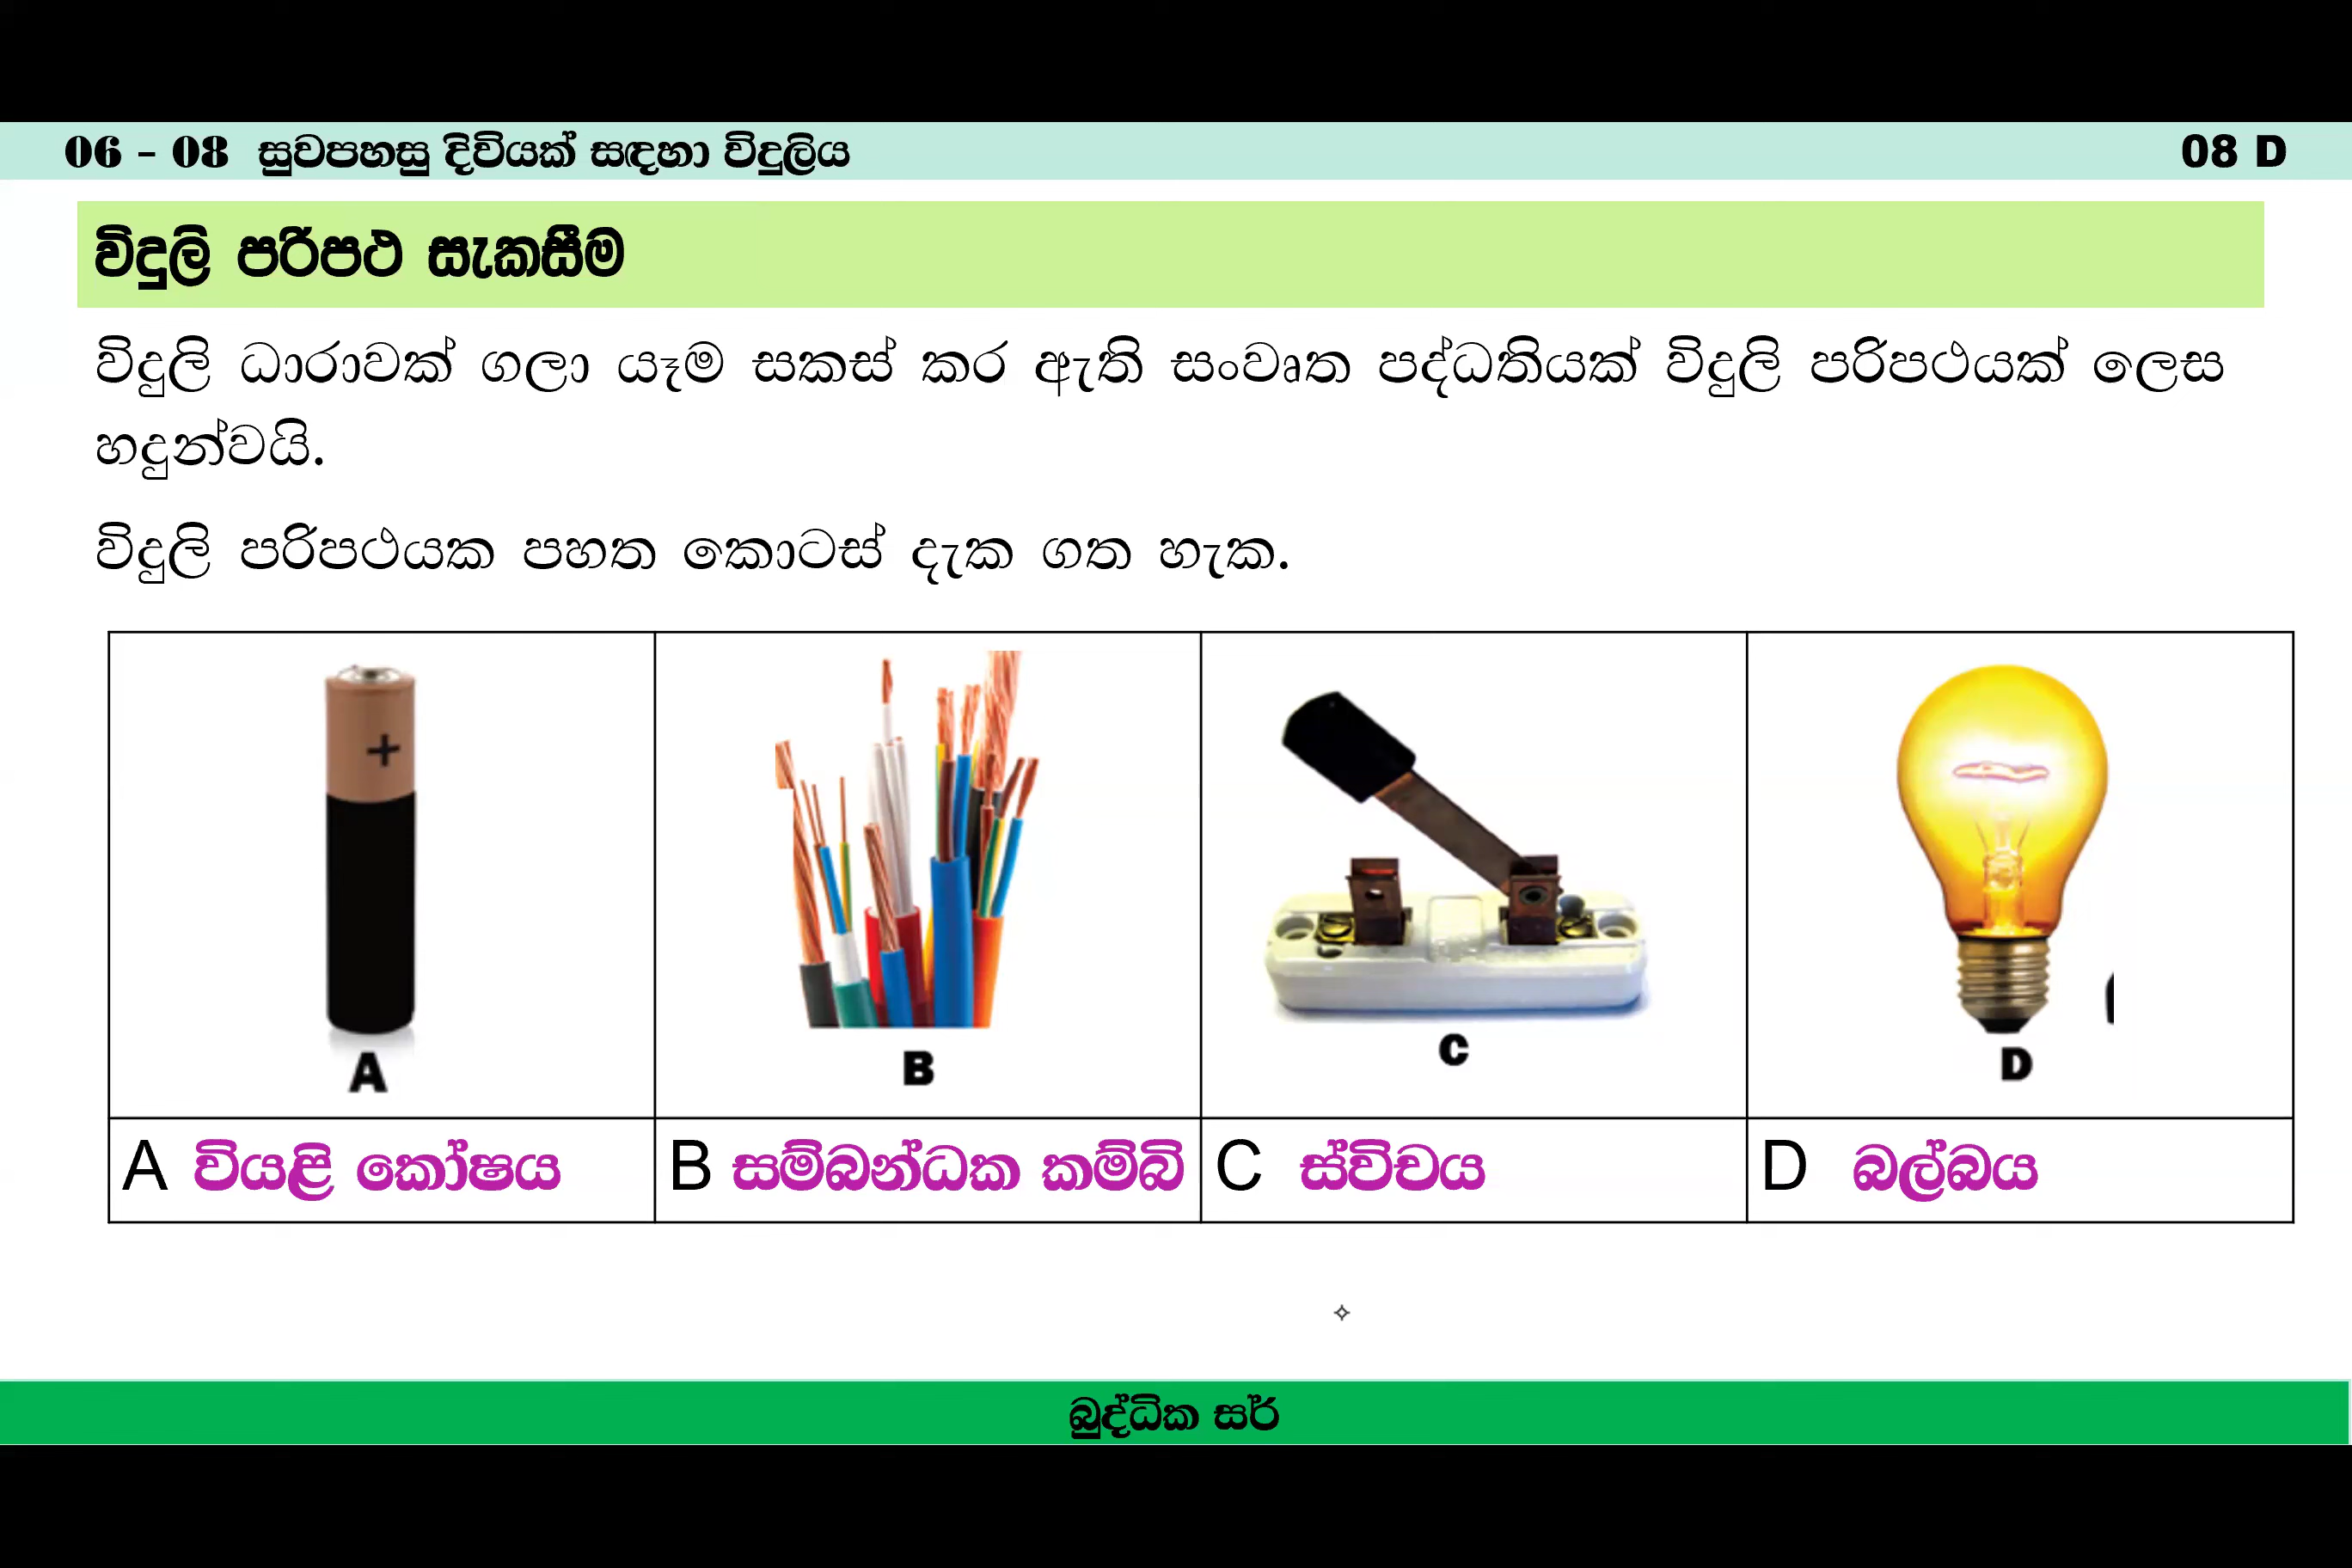 06 - 08 සුවපහසු දිවියක් සඳහා විදුලිය
08 D
විදුලි පරිපථ සැකසීම
විදුලි ධාරාවක් ගලා යෑම සකස් කර ඇති සංවෘත පද්ධතියක් විදුලි පරිපථයක් ලෙස
හදුන්වයි.
විදුලි පරිපථයක පහත කොටස් දැක ගත හැක.
+
A
B
C
D
A වියළි කෝෂය
B සම්බන්ධක කම්බි
C ස්විචය
D බල්බය
බුද්ධික සර්